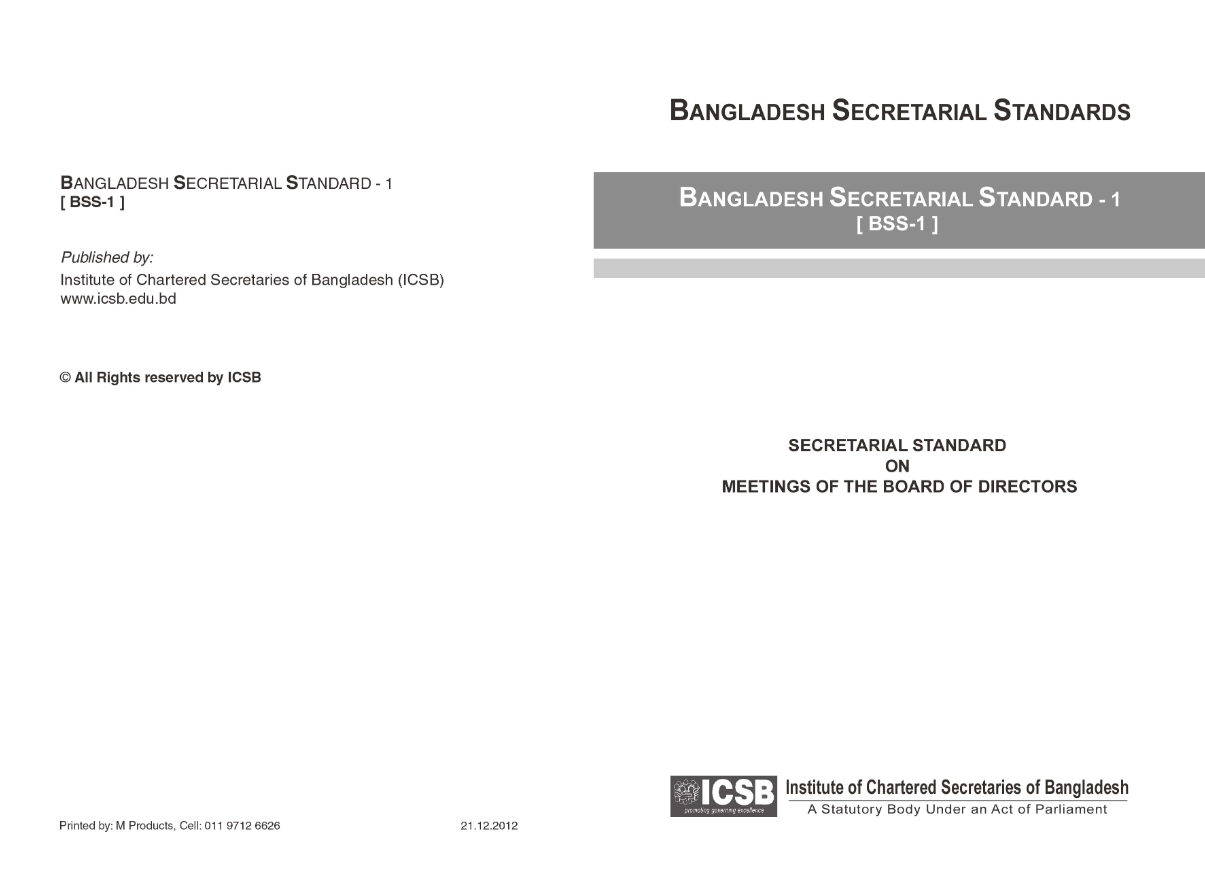 BANGLADESH SECRETARIAL STANDARD - 1
[ BSS-1 ]
Published by:
Institute of Chartered Secretaries of Bangladesh (ICSB)
www.icsb.edu.bd
© All Rights reserved by ICSB
Printed by: M Products, Cell: 011 9712 6626
21.12.2012
BANGLADESH SECRETARIAL STANDARDS
BANGLADESH SECRETARIAL STANDARD - 1
[ BSS-1 ]
SECRETARIAL STANDARD
ON
MEETINGS OF THE BOARD OF DIRECTORS
ICSB
promoting governing excellence
Institute of Chartered Secretaries of Bangladesh
A Statutory Body Under an Act of Parliament